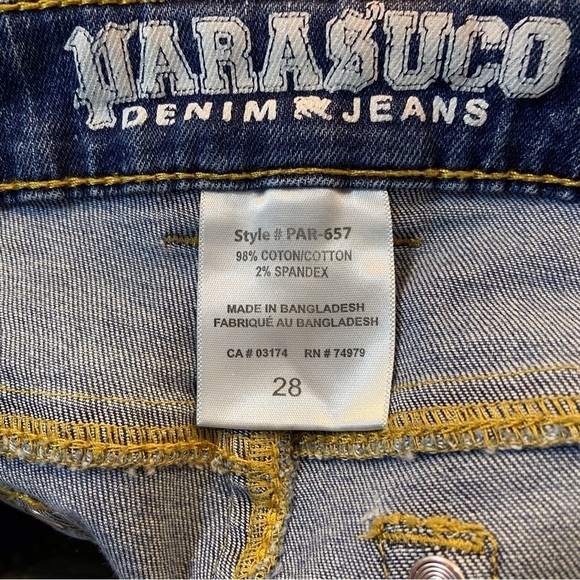 PARASUCO
DENIM JEANS
Style # PAR-657
98% COTON/COTTON
2% SPANDEX
MADE IN BANGLADESH
FABRIQUÉ AU BANGLADESH
CA # 03174 RN # 74979
28